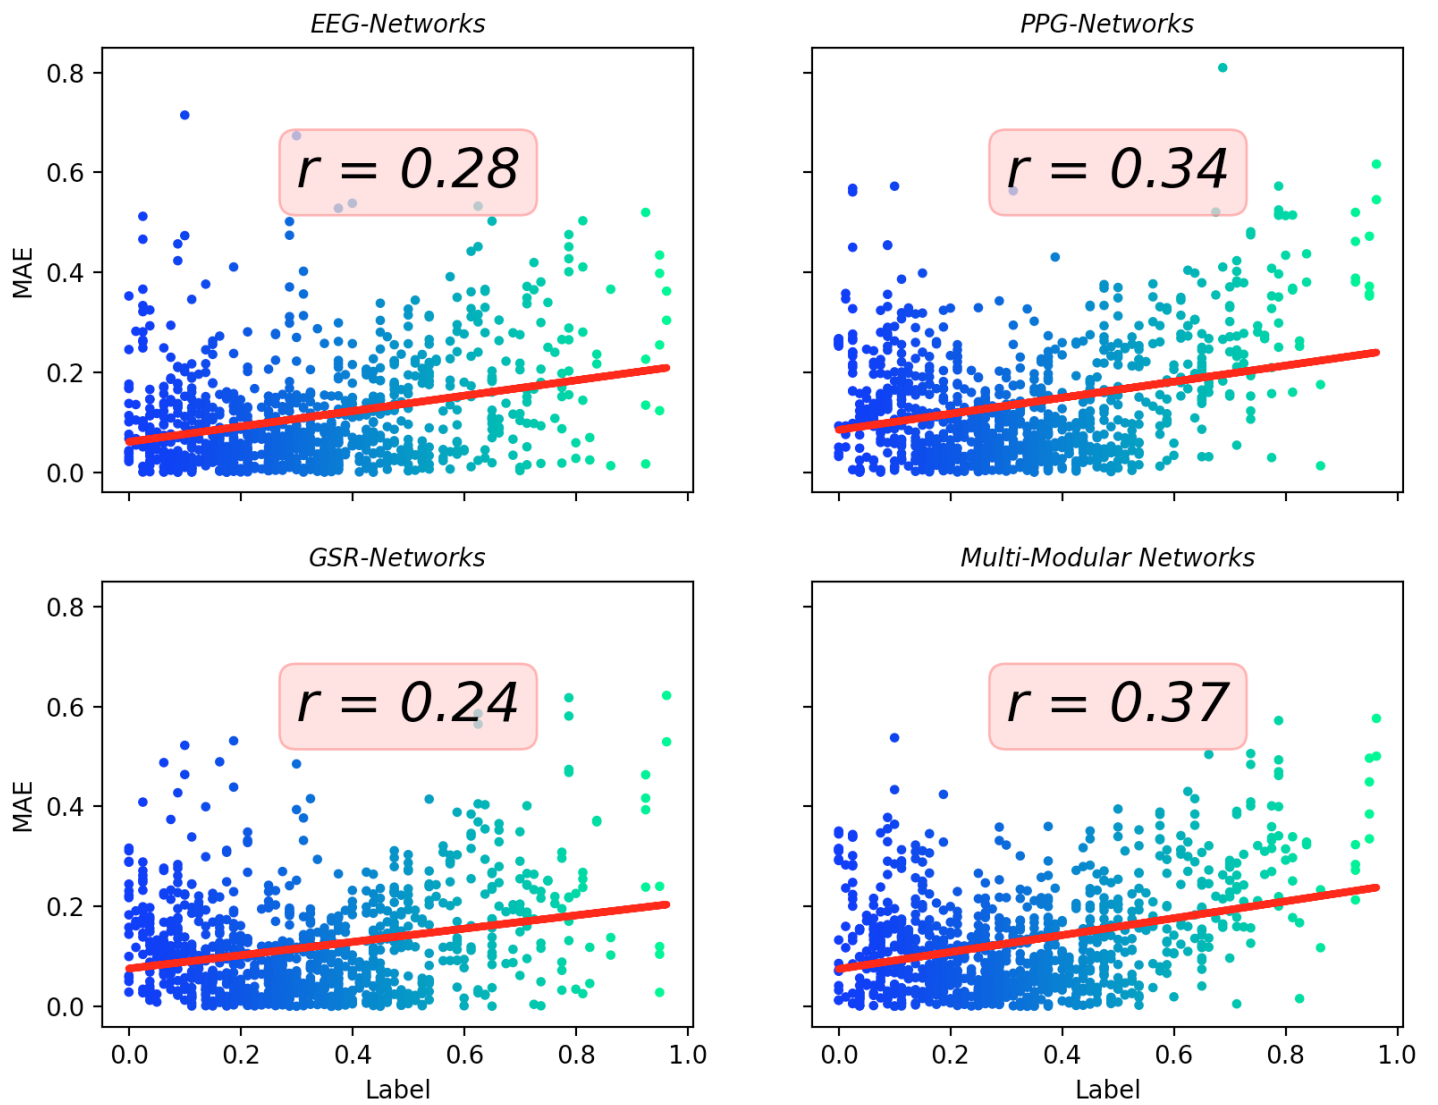 EEG-Networks
PPG-Networks
0.8
0.6
0.4
0.2
0.0
MAE
r = 0.28
r = 0.34
GSR-Networks
Multi-Modular Networks
0.8
0.6
0.4
0.2
0.0
MAE
r = 0.24
r = 0.37
0.0 0.2 0.4 0.6 0.8 1.0
0.0 0.2 0.4 0.6 0.8 1.0
Label
Label